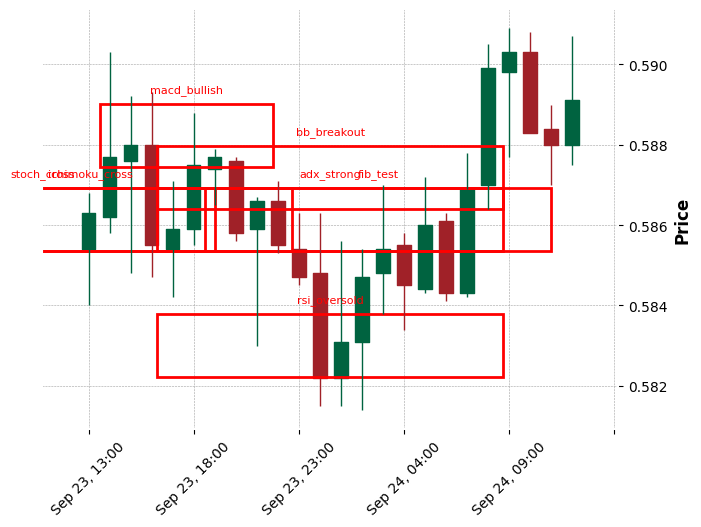 macd_bullish
bb_breakout
stoch_cross
ichimoku_cross
adx_strong
fib_test
rsi_oversold
0.590
0.588
0.586
0.584
0.582
Price
Sep 23, 13:00
Sep 23, 18:00
Sep 23, 23:00
Sep 24, 04:00
Sep 24, 09:00